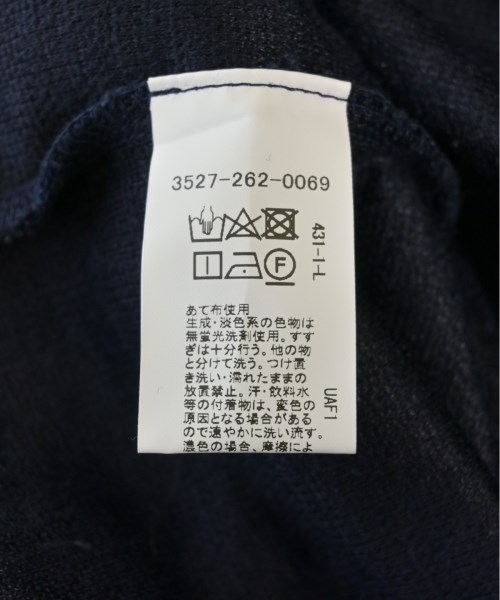 3527-262-0069
431-1-L
F
あて布使用
生成・淡色系の色物は
無蛍光洗剤使用。すす
ぎは十分行う。他の物
と分けて洗う。つけ置
き洗い・濡れたままの
放置禁止。汗・飲料水
等の付着物は、変色の
原因となる場合がある
ので速やかに洗い流す。
濃色の場合、摩擦によ
UAF1